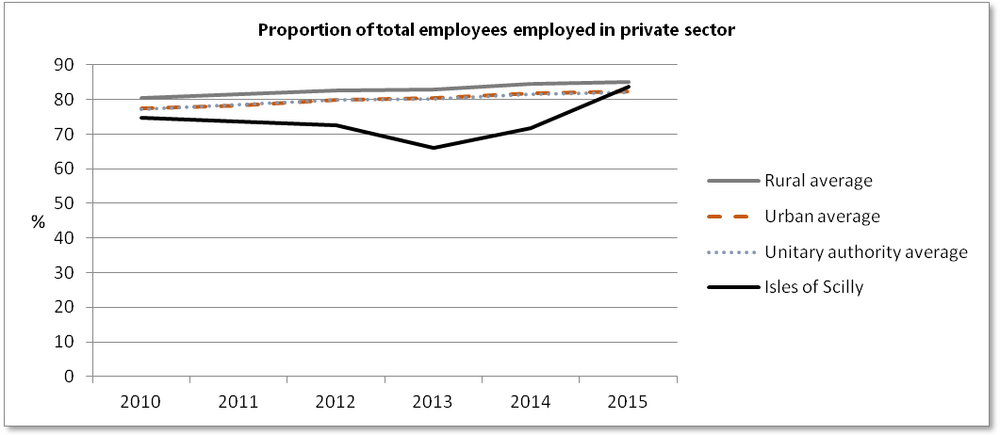 Proportion of total employees employed in private sector
90
80
70
60
50
40
30
20
10
0
%
2010 2011 2012 2013 2014 2015
Rural average
Urban average
Unitary authority average
Isles of Scilly